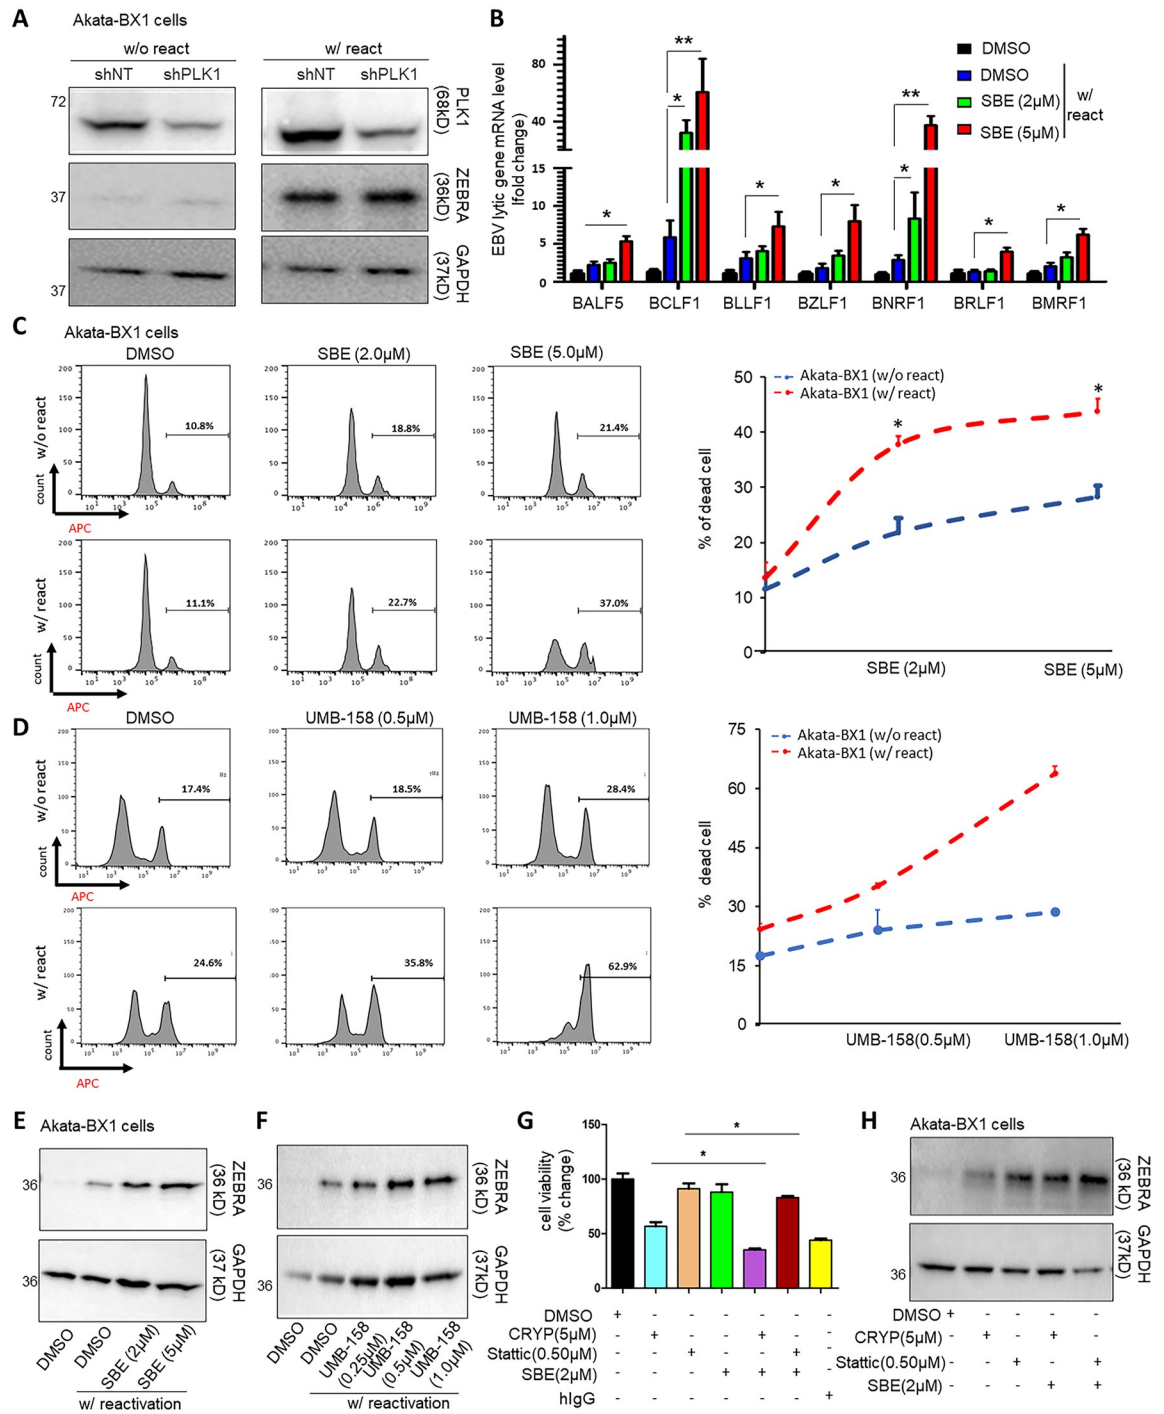 A
Akata-BX1 cells
w/o react
w/ react
shNT shPLK1
shNT shPLK1
72
PLK1
(68kD)
37
ZEBRA
(36kD)
37
GAPDH
(37kD)
B
EBV lytic gene mRNA level
(fold change)
80
40
15
10
5
0
* * ** * * * ** * *
BALF5 BCLF1 BLLF1 BZLF1 BNRF1 BRLF1 BMRF1
DMSO
DMSO
SBE (2µM)
SBE (5µM)
w/
react
C
Akata-BX1 cells
DMSO
SBE (2.0µM)
SBE (5.0µM)
w/o react
10.8%
18.8%
21.4%
count
APC
w/ react
11.1%
22.7%
37.0%
count
APC
Akata-BX1 (w/o react)
Akata-BX1 (w/ react)
% of dead cell
50
40
30
20
10
0
*
*
SBE (2µM)
SBE (5µM)
D
DMSO
UMB-158 (0.5µM)
UMB-158 (1.0µM)
w/o react
17.4%
18.5%
28.4%
count
APC
w/ react
24.6%
35.8%
62.9%
count
APC
Akata-BX1 (w/o react)
Akata-BX1 (w/ react)
% dead cell
75
60
45
30
15
0
UMB-158(0.5µM)
UMB-158(1.0µM)
E
Akata-BX1 cells
36
ZEBRA
(36 kD)
36
GAPDH
(37 kD)
DMSO
DMSO
SBE (2µM)
SBE (5µM)
w/ reactivation
F
36
ZEBRA
(36 kD)
36
GAPDH
(37kD)
DMSO
DMSO
UMB-158
(0.25µM)
UMB-158
(0.5µM)
UMB-158
(1.0µM)
w/ reactivation
G
cell viability
(% change)
150
100
50
0
*
*
DMSO + - - - - - -
CRYP(5µM) - + - - + - -
Stattic(0.50µM) - - + - - + -
SBE(2µM) - - - + + + -
hIgG - - - - - - +
H
Akata-BX1 cells
36
ZEBRA
(36 kD)
36
GAPDH
(37kD)
DMSO + - - - -
CRYP(5µM) - + - + -
Stattic(0.50µM) - - + - +
SBE(2µM) - - - + +